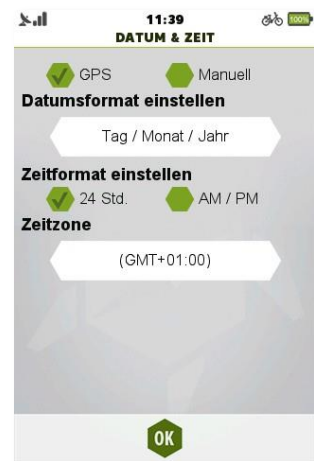 11:39
100%
DATUM & ZEIT
GPS Manuell
Datumsformat einstellen
Tag / Monat / Jahr
Zeitformat einstellen
24 Std. AM / PM
Zeitzone
(GMT+01:00)
OK